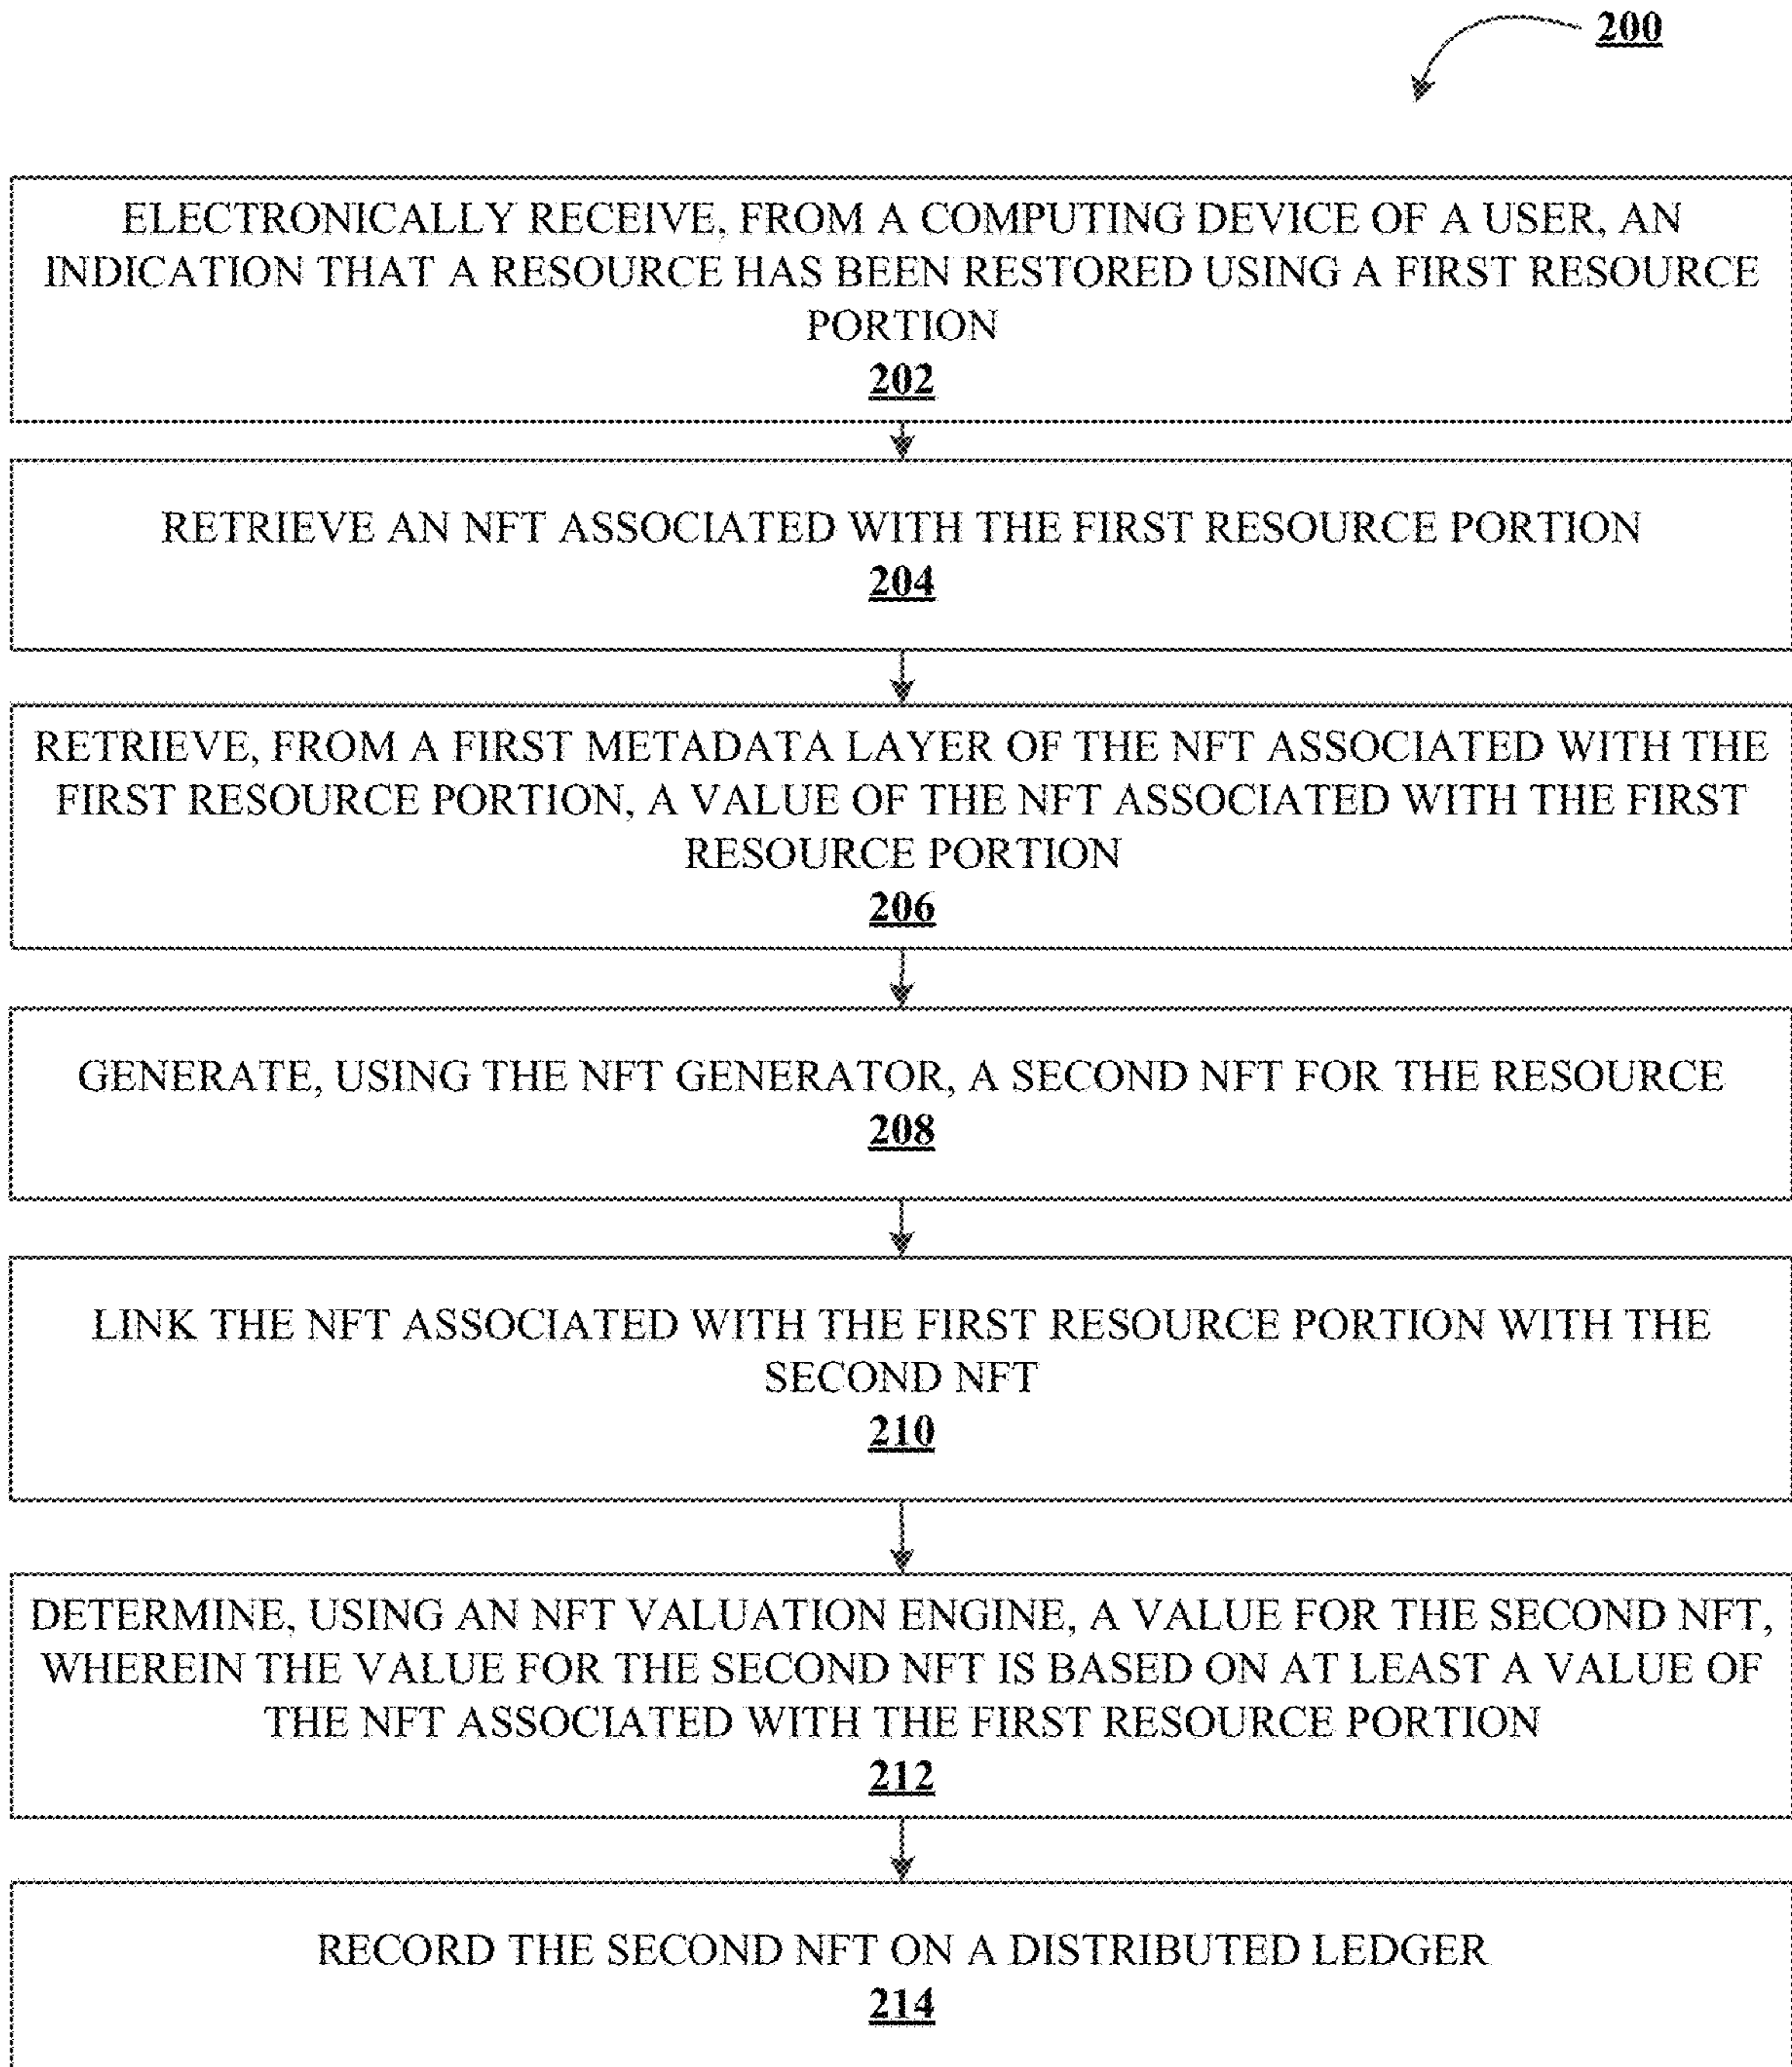 200
ELECTRONICALLY RECEIVE, FROM A COMPUTING DEVICE OF A USER, AN
INDICATION THAT A RESOURCE HAS BEEN RESTORED USING A FIRST RESOURCE
PORTION
202
RETRIEVE AN NFT ASSOCIATED WITH THE FIRST RESOURCE PORTION
204
RETRIEVE, FROM A FIRST METADATA LAYER OF THE NFT ASSOCIATED WITH THE
FIRST RESOURCE PORTION, A VALUE OF THE NFT ASSOCIATED WITH THE FIRST
RESOURCE PORTION
206
GENERATE, USING THE NFT GENERATOR, A SECOND NFT FOR THE RESOURCE
208
LINK THE NFT ASSOCIATED WITH THE FIRST RESOURCE PORTION WITH THE
SECOND NFT
210
DETERMINE, USING AN NFT VALUATION ENGINE, A VALUE FOR THE SECOND NFT,
WHEREIN THE VALUE FOR THE SECOND NFT IS BASED ON AT LEAST A VALUE OF
THE NFT ASSOCIATED WITH THE FIRST RESOURCE PORTION
212
RECORD THE SECOND NFT ON A DISTRIBUTED LEDGER
214